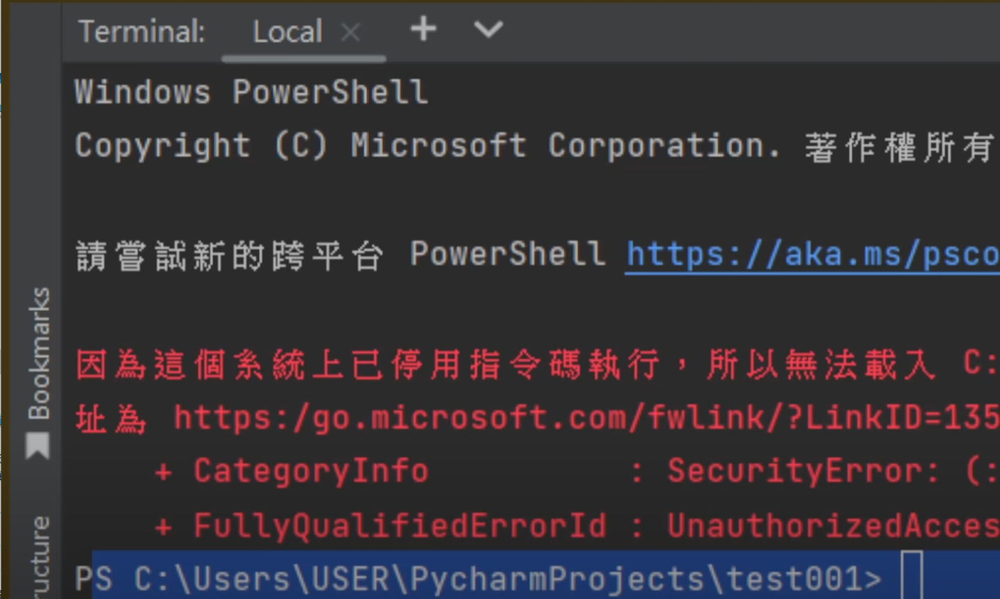 Terminal: Local × + 
Windows PowerShell
Copyright (C) Microsoft Corporation. 著作權所有
請嘗試新的跨平台 PowerShell https://aka.ms/psco
因為這個系統上已停用指令碼執行，所以無法載入 C:
址為 https:/go.microsoft.com/fwlink/?LinkID=135
+ CategoryInfo : SecurityError: (:
+ FullyQualifiedErrorId : UnauthorizedAcces
PS C:\Users\USER\PycharmProjects\test001>
Bookmarks
ructure